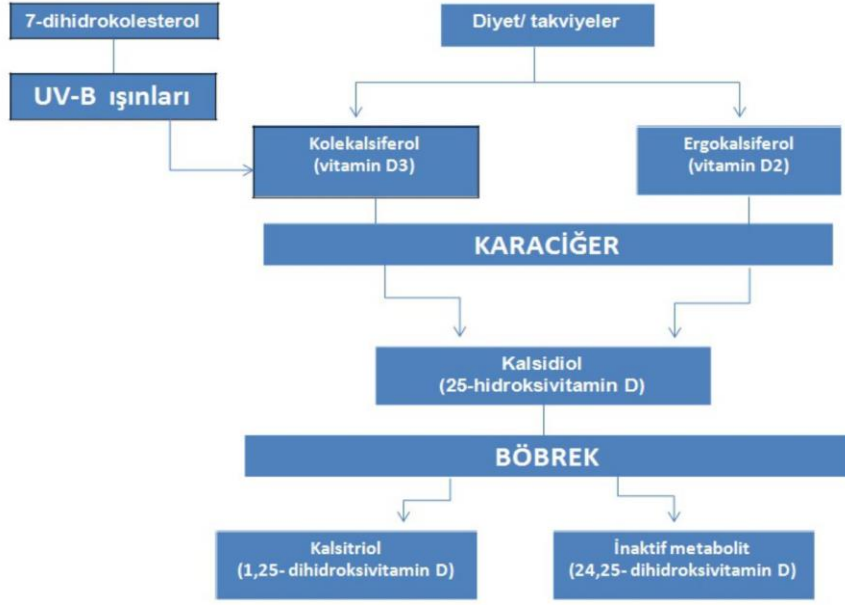 7-dihidrokolesterol
Diyet/ takviyeler
UV-B ışınları
Kolekalsiferol
(vitamin D3)
Ergokalsiferol
(vitamin D2)
KARACİĞER
Kalsidiol
(25-hidroksivitamin D)
BÖBREK
Kalsitriol
(1,25- dihidroksivitamin D)
İnaktif metabolit
(24,25- dihidroksivitamin D)